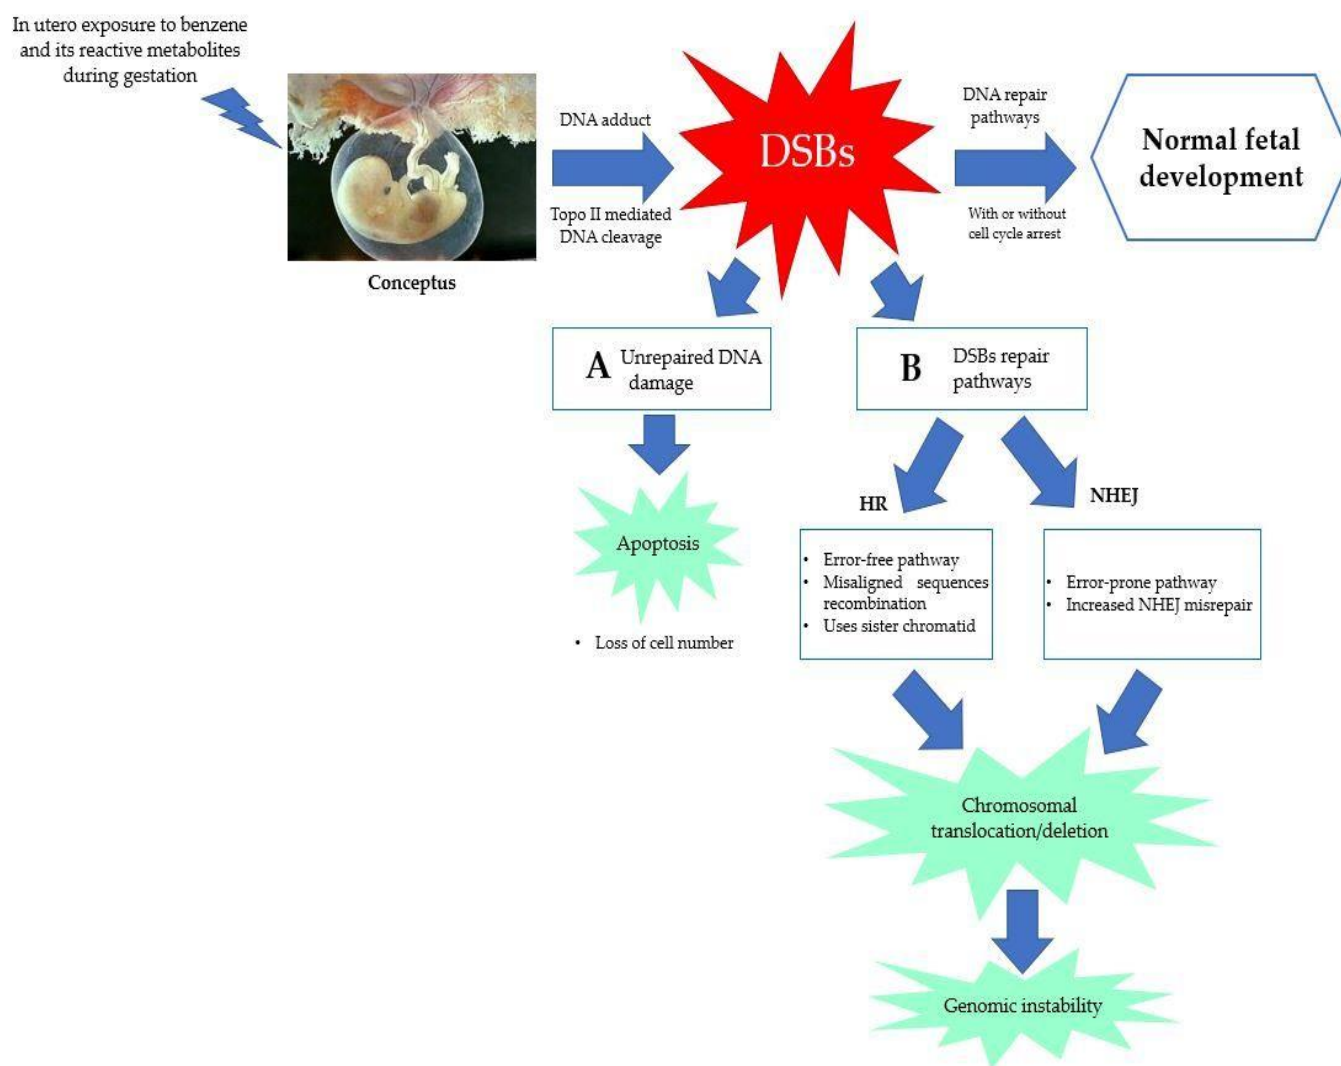 In utero exposure to benzene
and its reactive metabolites
during gestation
Conceptus
DNA adduct
Topo II mediated
DNA cleavage
DSBs
DNA repair
pathways
With or without
cell cycle arrest
Normal fetal
development
A Unrepaired DNA
damage
B DSBs repair
pathways
Apoptosis
• Loss of cell number
HR
NHEJ
• Error-free pathway
• Misaligned sequences
recombination
• Uses sister chromatid
• Error-prone pathway
• Increased NHEJ misrepair
Chromosomal
translocation/deletion
Genomic instability